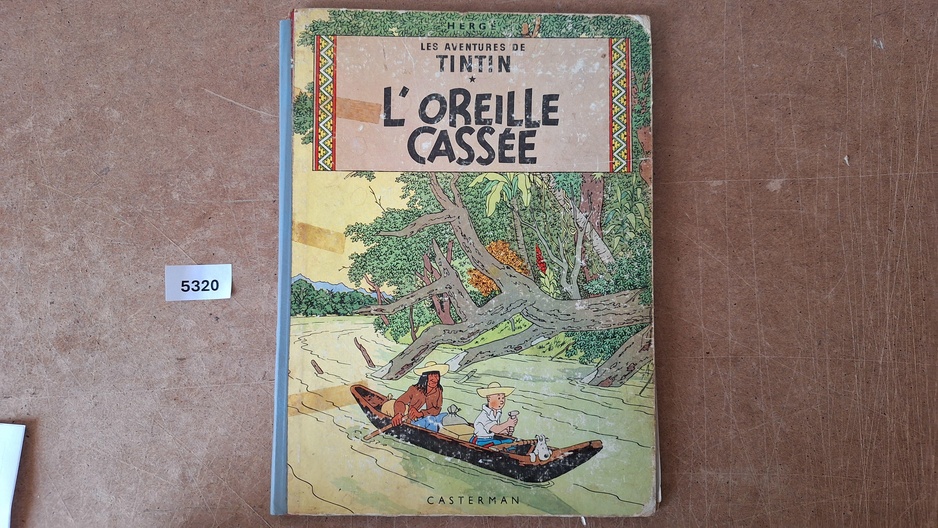 HERGÉ
LES AVENTURES DE
TINTIN
L'OREILLE
CASSÉE
5320
CASTERMAN